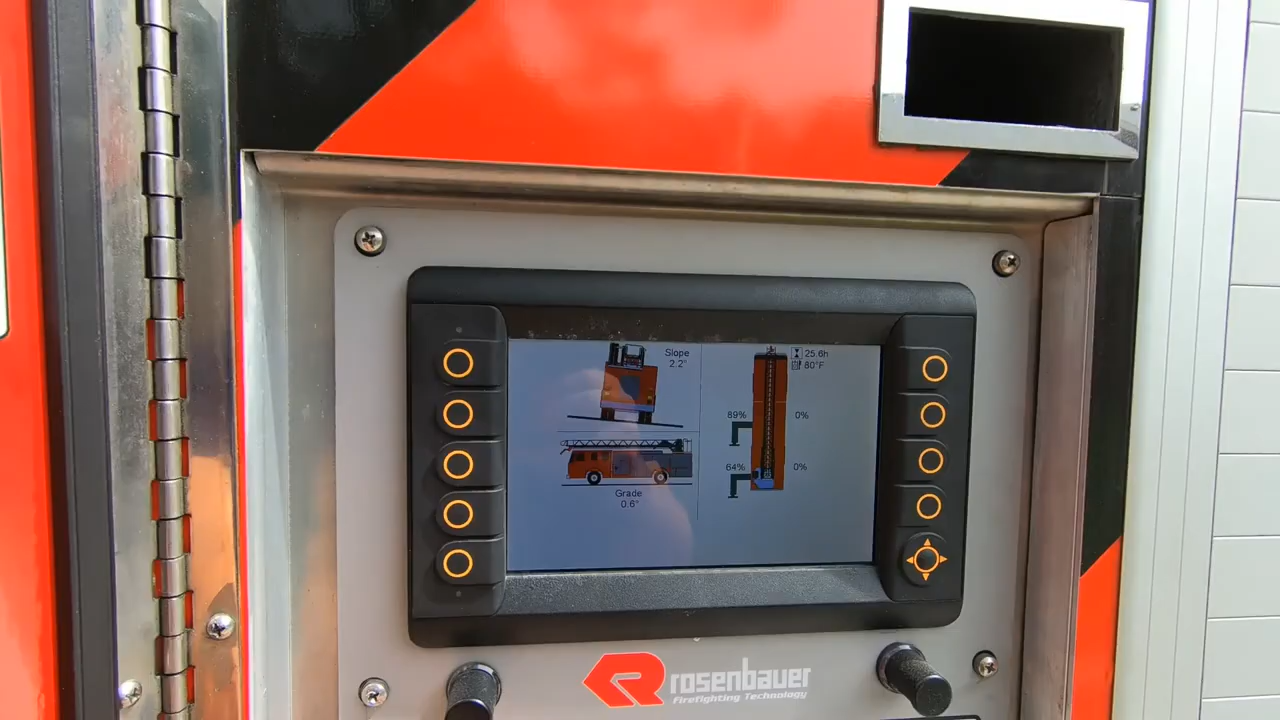 Slope
2.2°
Grade
0.6°
25.6h
80°F
89%
0%
64%
0%
rosenbauer
Firefighting Technology